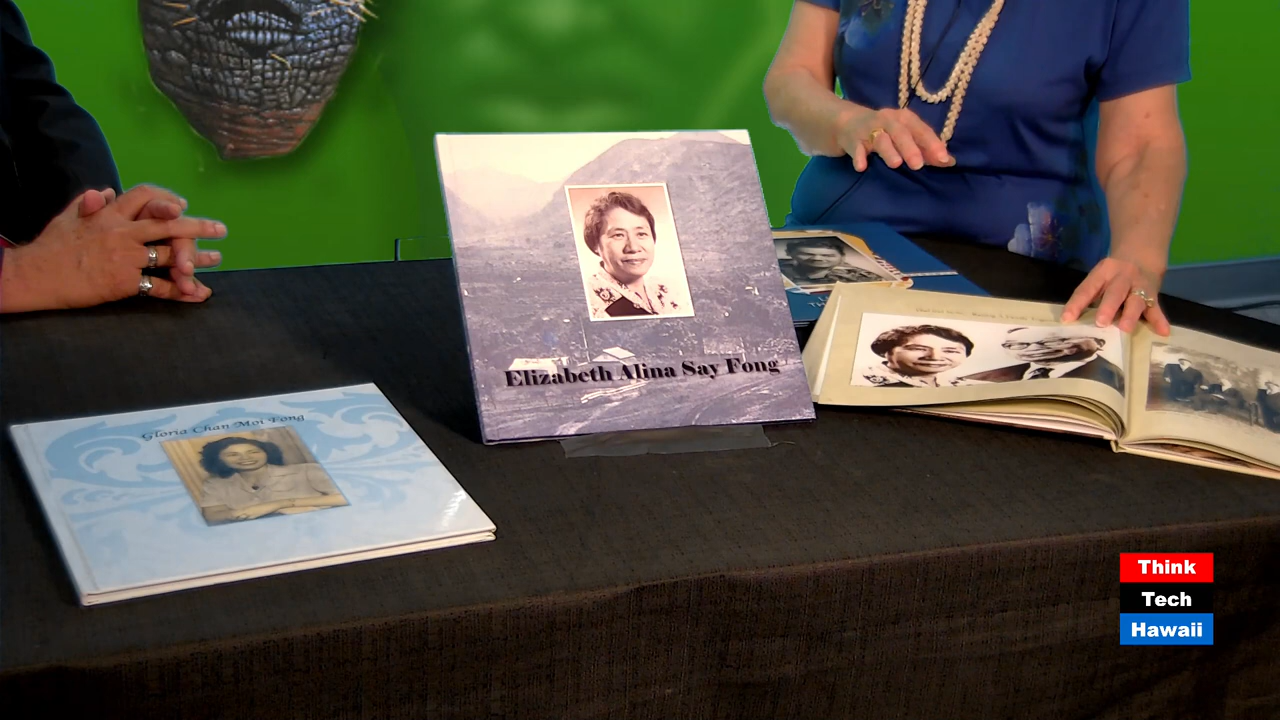 Gloria Chan Moi Fong
Elizabeth Alina Say Fong
Think
Tech
Hawaii